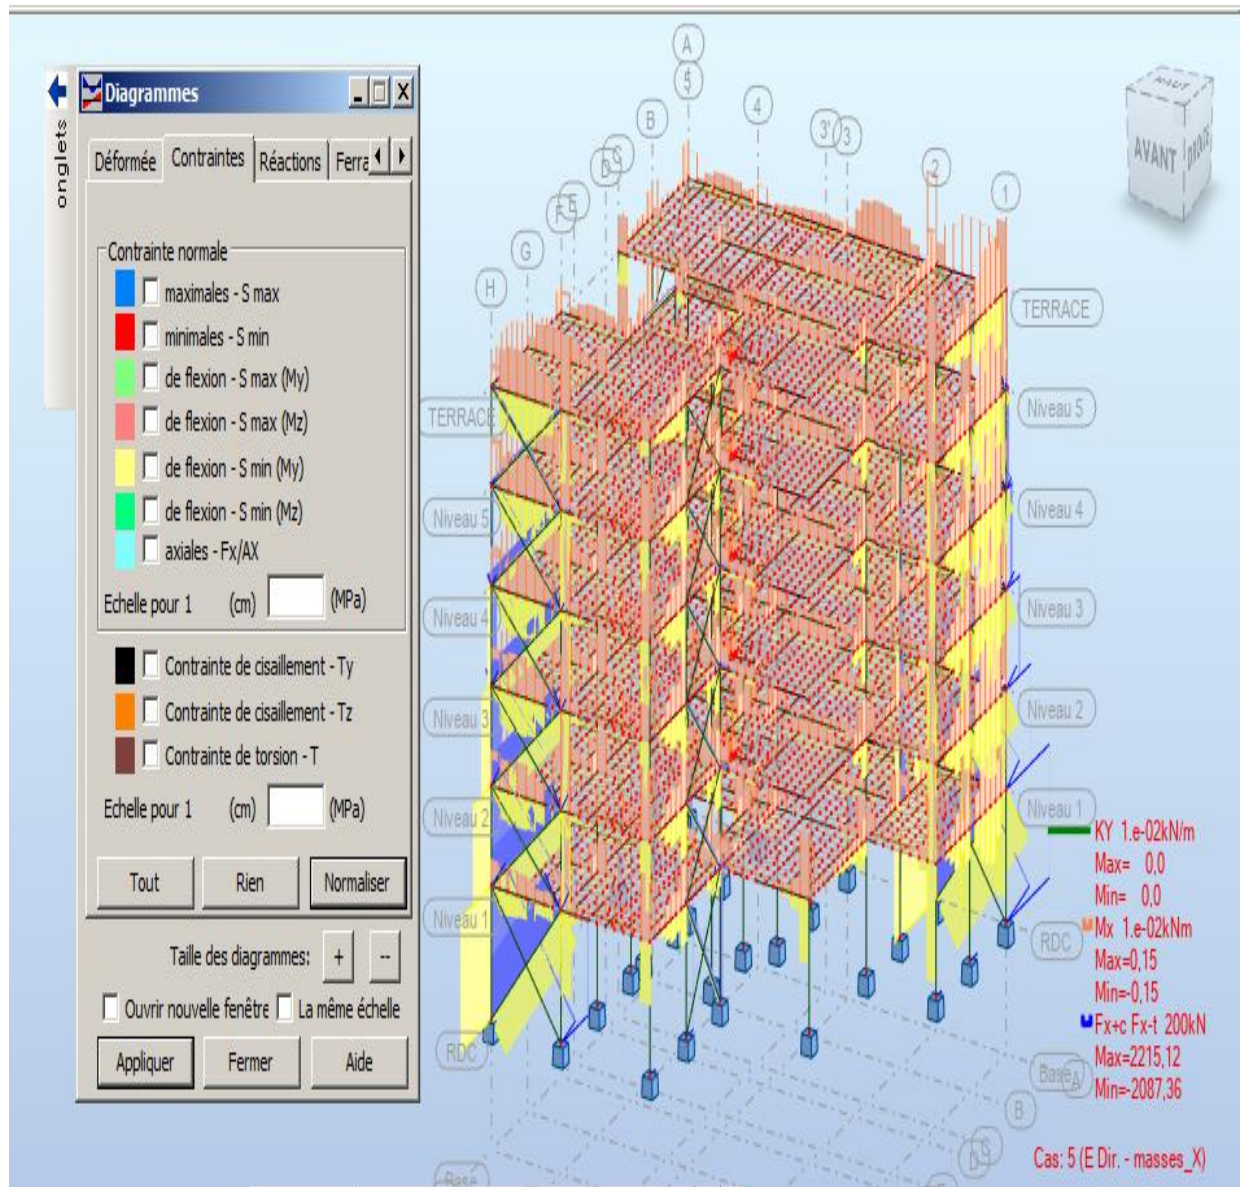 Diagrammes
onglets
Déformée Contraintes Réactions Ferra
Contrainte normale
maximales - S max
minimales - S min
de flexion - S max (My)
de flexion - S max (Mz)
de flexion - S min (My)
de flexion - S min (Mz)
axiales - Fx/AX
Echelle pour 1 (cm) (MPa)
Contrainte de cisaillement - Ty
Contrainte de cisaillement - Tz
Contrainte de torsion - T
Echelle pour 1 (cm) (MPa)
Tout Rien Normaliser
Taille des diagrammes: + --
Ouvrir nouvelle fenêtre La même échelle
Appliquer Fermer Aide
A
5
4
B
3' 3
C
D
2
1
E
F
G
H
HAUT
AVANT DROITE
TERRACE
Niveau 5
Niveau 4
Niveau 3
Niveau 2
Niveau 1
RDC
Base
A
B
C
D
TERRACE
Niveau 5
Niveau 4
Niveau 3
Niveau 2
Niveau 1
RDC
Base
KY 1.e-02kN/m
Max= 0,0
Min= 0,0
Mx 1.e-02kNm
Max=0,15
Min=-0,15
Fx+c Fx-t 200kN
Max=2215,12
Min=-2087,36
Cas: 5 (E Dir. - masses_X)